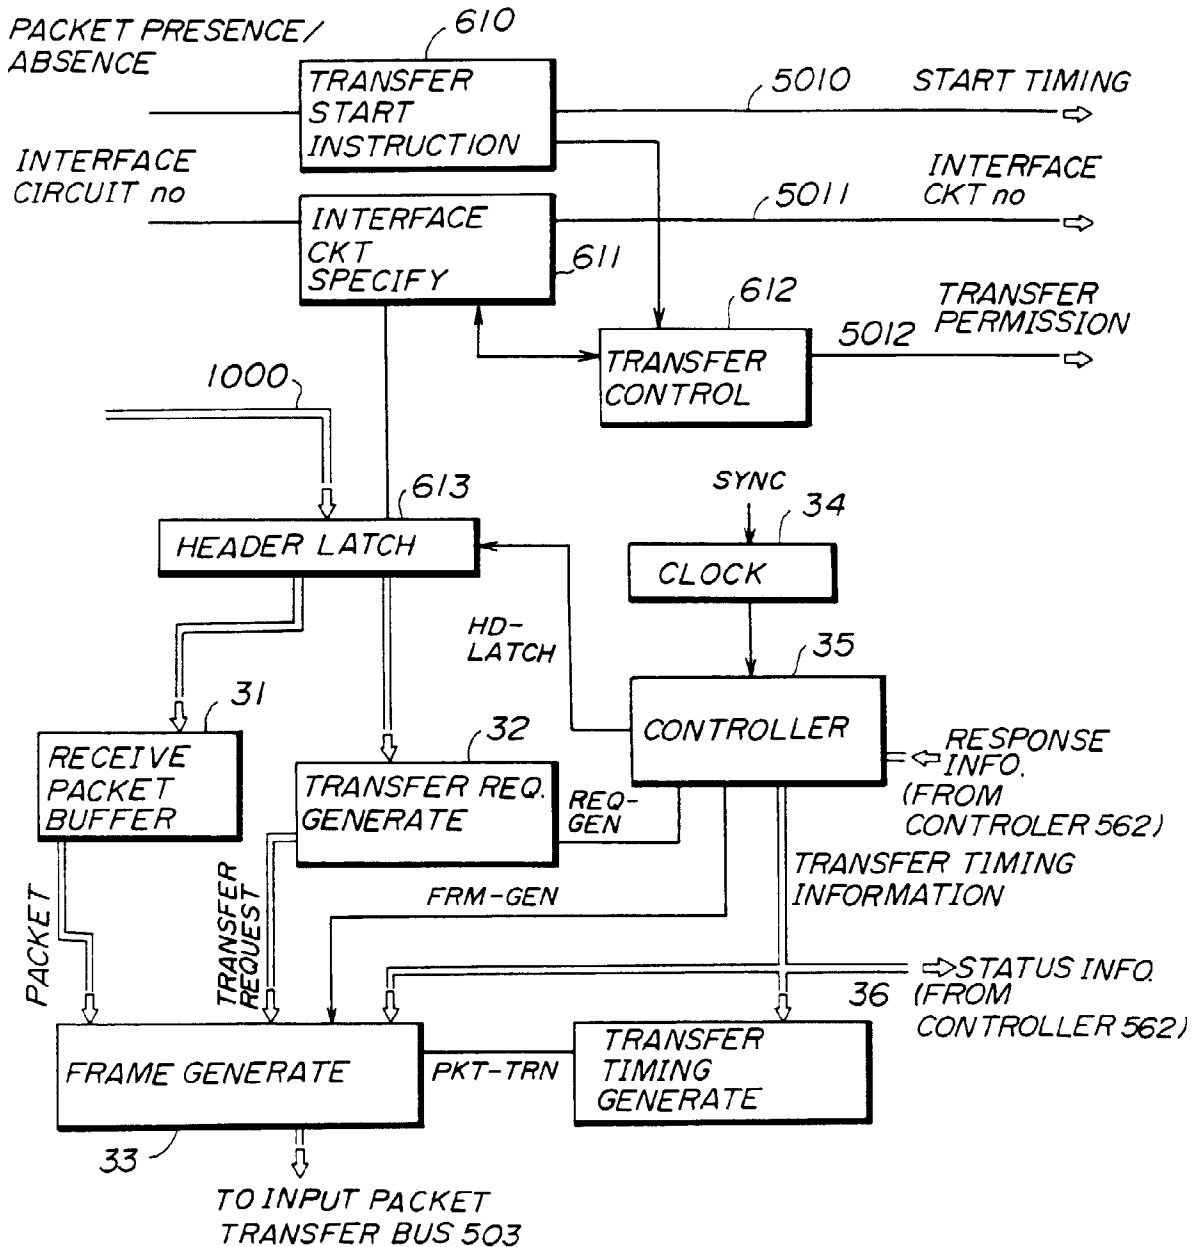 PACKET PRESENCE/
ABSENCE
610
TRANSFER
START
INSTRUCTION
5010
START TIMING
INTERFACE
CIRCUIT no
INTERFACE
CKT
SPECIFY
611
5011
INTERFACE
CKT no
612
TRANSFER
CONTROL
5012
TRANSFER
PERMISSION
1000
613
HEADER LATCH
SYNC
34
CLOCK
HD-
LATCH
35
CONTROLLER
RESPONSE
INFO.
(FROM
CONTROLER 562)
31
RECEIVE
PACKET
BUFFER
32
TRANSFER REQ.
GENERATE
REQ-
GEN
TRANSFER TIMING
INFORMATION
FRM-GEN
PACKET
TRANSFER
REQUEST
STATUS INFO.
(FROM
CONTROLLER 562)
36
FRAME GENERATE
33
PKT-TRN
TRANSFER
TIMING
GENERATE
TO INPUT PACKET
TRANSFER BUS 503